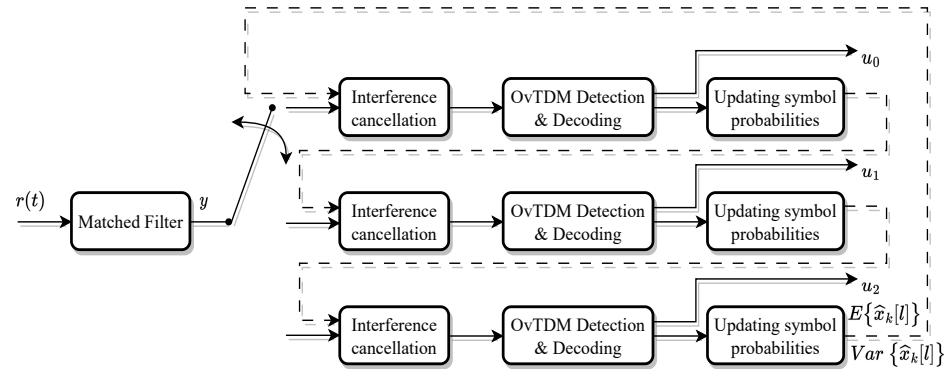 Interference
cancellation
OvTDM Detection
& Decoding
Updating symbol
probabilities
u₀
r(t)
Matched Filter
y
Interference
cancellation
OvTDM Detection
& Decoding
Updating symbol
probabilities
u₁
Interference
cancellation
OvTDM Detection
& Decoding
Updating symbol
probabilities
u₂
E{x̂ₖ[l]}
Var {x̂ₖ[l]}